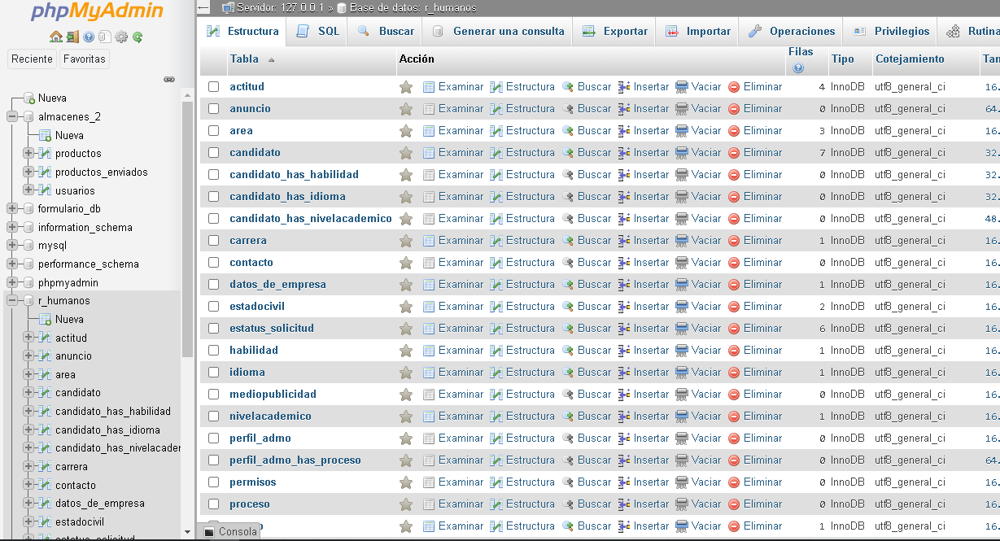 phpMyAdmin
Reciente Favoritas
Nueva
almacenes_2
Nueva
productos
productos_enviados
usuarios
formulario_db
information_schema
mysql
performance_schema
phpmyadmin
r_humanos
Nueva
actitud
anuncio
area
candidato
candidato_has_habilidad
candidato_has_idioma
candidato_has_nivelacader
carrera
contacto
datos_de_empresa
estadocivil
estatus_solicitud
Servidor: 127.0.0.1 » Base de datos: r_humanos
Estructura SQL Buscar Generar una consulta Exportar Importar Operaciones Privilegios Rutina
Tabla Acción Filas Tipo Cotejamiento Tam
actitud Examinar Estructura Buscar Insertar Vaciar Eliminar 4 InnoDB utf8_general_ci 16.
anuncio Examinar Estructura Buscar Insertar Vaciar Eliminar 0 InnoDB utf8_general_ci 64.
area Examinar Estructura Buscar Insertar Vaciar Eliminar 3 InnoDB utf8_general_ci 16.
candidato Examinar Estructura Buscar Insertar Vaciar Eliminar 7 InnoDB utf8_general_ci 32.
candidato_has_habilidad Examinar Estructura Buscar Insertar Vaciar Eliminar 0 InnoDB utf8_general_ci 32.
candidato_has_idioma Examinar Estructura Buscar Insertar Vaciar Eliminar 0 InnoDB utf8_general_ci 32.
candidato_has_nivelacademico Examinar Estructura Buscar Insertar Vaciar Eliminar 0 InnoDB utf8_general_ci 48.
carrera Examinar Estructura Buscar Insertar Vaciar Eliminar 1 InnoDB utf8_general_ci 16.
contacto Examinar Estructura Buscar Insertar Vaciar Eliminar 0 InnoDB utf8_general_ci 16.
datos_de_empresa Examinar Estructura Buscar Insertar Vaciar Eliminar 1 InnoDB utf8_general_ci 16.
estadocivil Examinar Estructura Buscar Insertar Vaciar Eliminar 2 InnoDB utf8_general_ci 16.
estatus_solicitud Examinar Estructura Buscar Insertar Vaciar Eliminar 6 InnoDB utf8_general_ci 16.
habilidad Examinar Estructura Buscar Insertar Vaciar Eliminar 1 InnoDB utf8_general_ci 16.
idioma Examinar Estructura Buscar Insertar Vaciar Eliminar 1 InnoDB utf8_general_ci 16.
mediopublicidad Examinar Estructura Buscar Insertar Vaciar Eliminar 0 InnoDB utf8_general_ci 16.
nivelacademico Examinar Estructura Buscar Insertar Vaciar Eliminar 1 InnoDB utf8_general_ci 16.
perfil_admo Examinar Estructura Buscar Insertar Vaciar Eliminar 0 InnoDB utf8_general_ci 16.
perfil_admo_has_proceso Examinar Estructura Buscar Insertar Vaciar Eliminar 0 InnoDB utf8_general_ci 64.
permisos Examinar Estructura Buscar Insertar Vaciar Eliminar 0 InnoDB utf8_general_ci 16.
proceso Examinar Estructura Buscar Insertar Vaciar Eliminar 0 InnoDB utf8_general_ci 16.
Examinar Estructura Buscar Insertar Vaciar Eliminar 1 InnoDB utf8_general_ci 16.
Consola